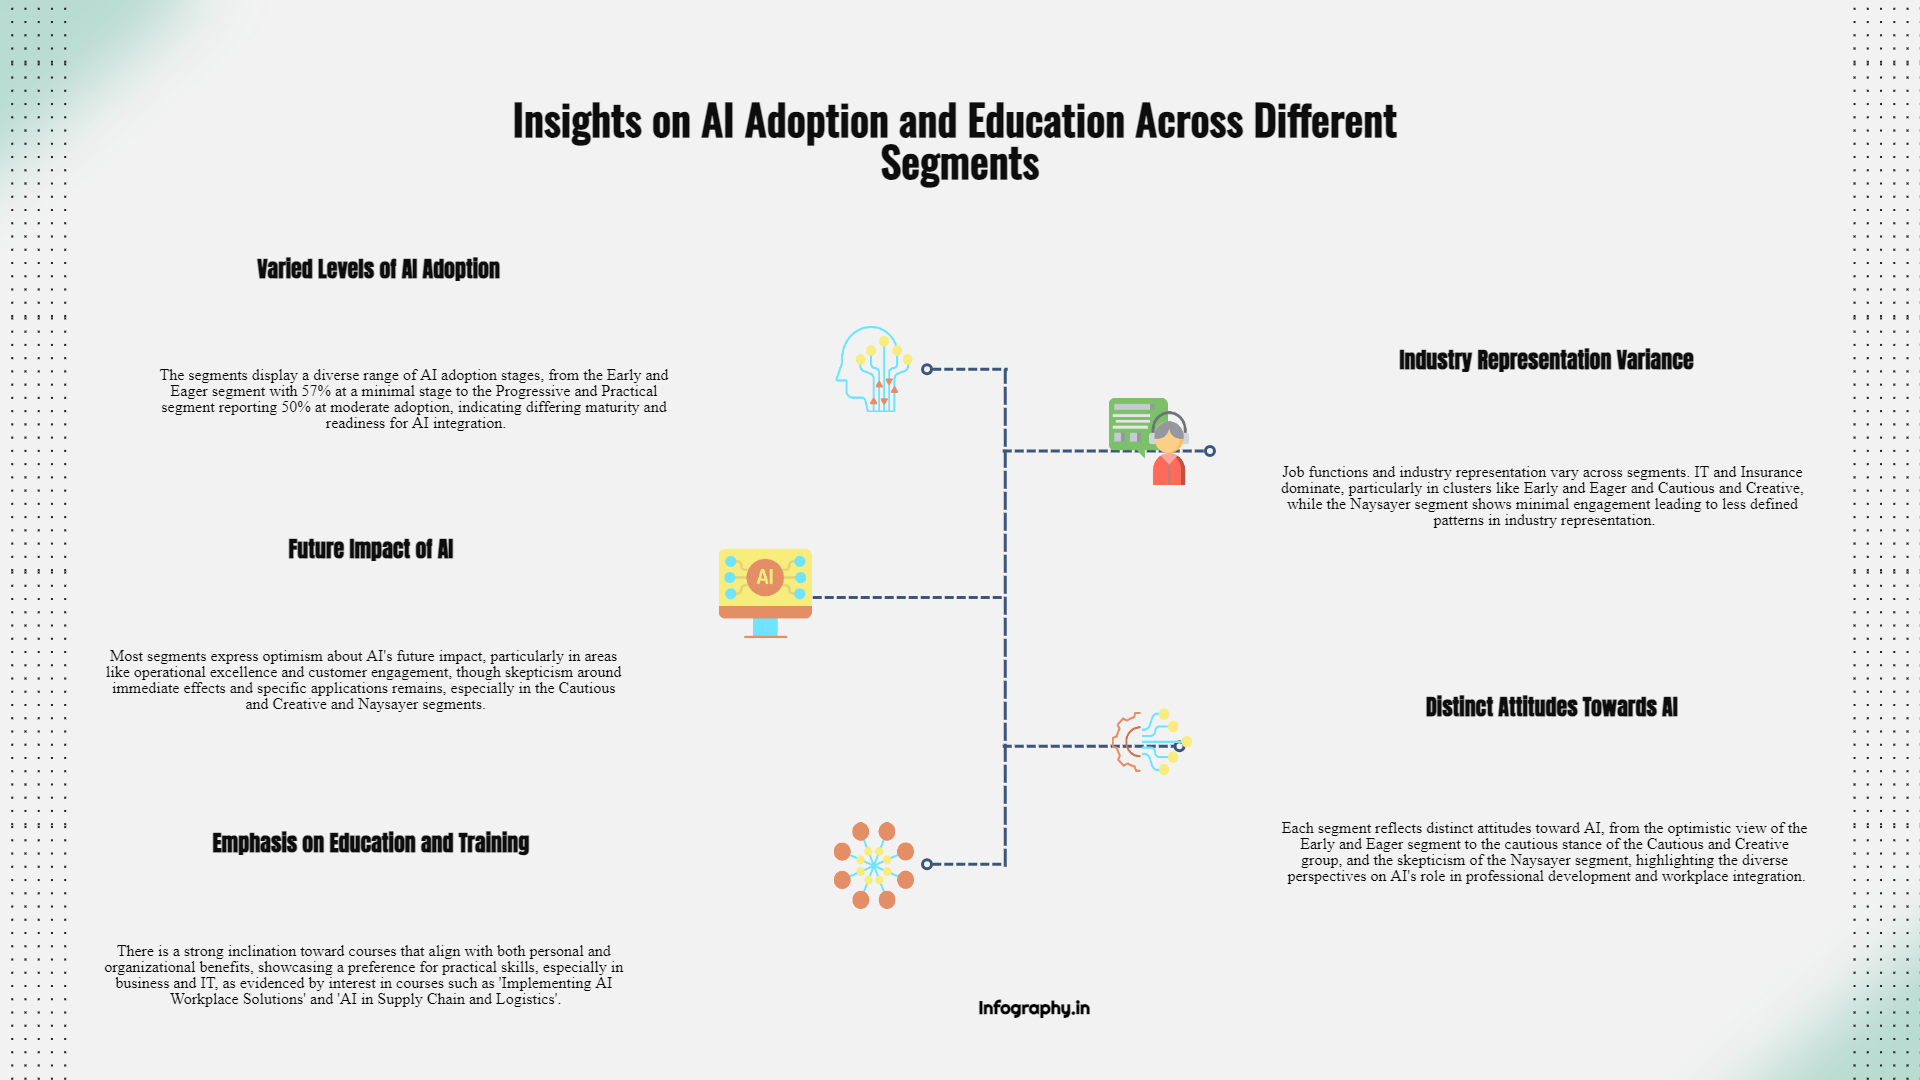 Insights on AI Adoption and Education Across Different
Segments
Varied Levels of AI Adoption
The segments display a diverse range of AI adoption stages, from the Early and
Eager segment with 57% at a minimal stage to the Progressive and Practical
segment reporting 50% at moderate adoption, indicating differing maturity and
readiness for AI integration.
Industry Representation Variance
Job functions and industry representation vary across segments. IT and Insurance
dominate, particularly in clusters like Early and Eager and Cautious and Creative,
while the Naysayer segment shows minimal engagement leading to less defined
patterns in industry representation.
Future Impact of AI
AI
Most segments express optimism about AI's future impact, particularly in areas
like operational excellence and customer engagement, though skepticism around
immediate effects and specific applications remains, especially in the Cautious
and Creative and Naysayer segments.
Distinct Attitudes Towards AI
Each segment reflects distinct attitudes toward AI, from the optimistic view of the
Early and Eager segment to the cautious stance of the Cautious and Creative
group, and the skepticism of the Naysayer segment, highlighting the diverse
perspectives on AI's role in professional development and workplace integration.
Emphasis on Education and Training
There is a strong inclination toward courses that align with both personal and
organizational benefits, showcasing a preference for practical skills, especially in
business and IT, as evidenced by interest in courses such as 'Implementing AI
Workplace Solutions' and 'AI in Supply Chain and Logistics'.
Infography.in